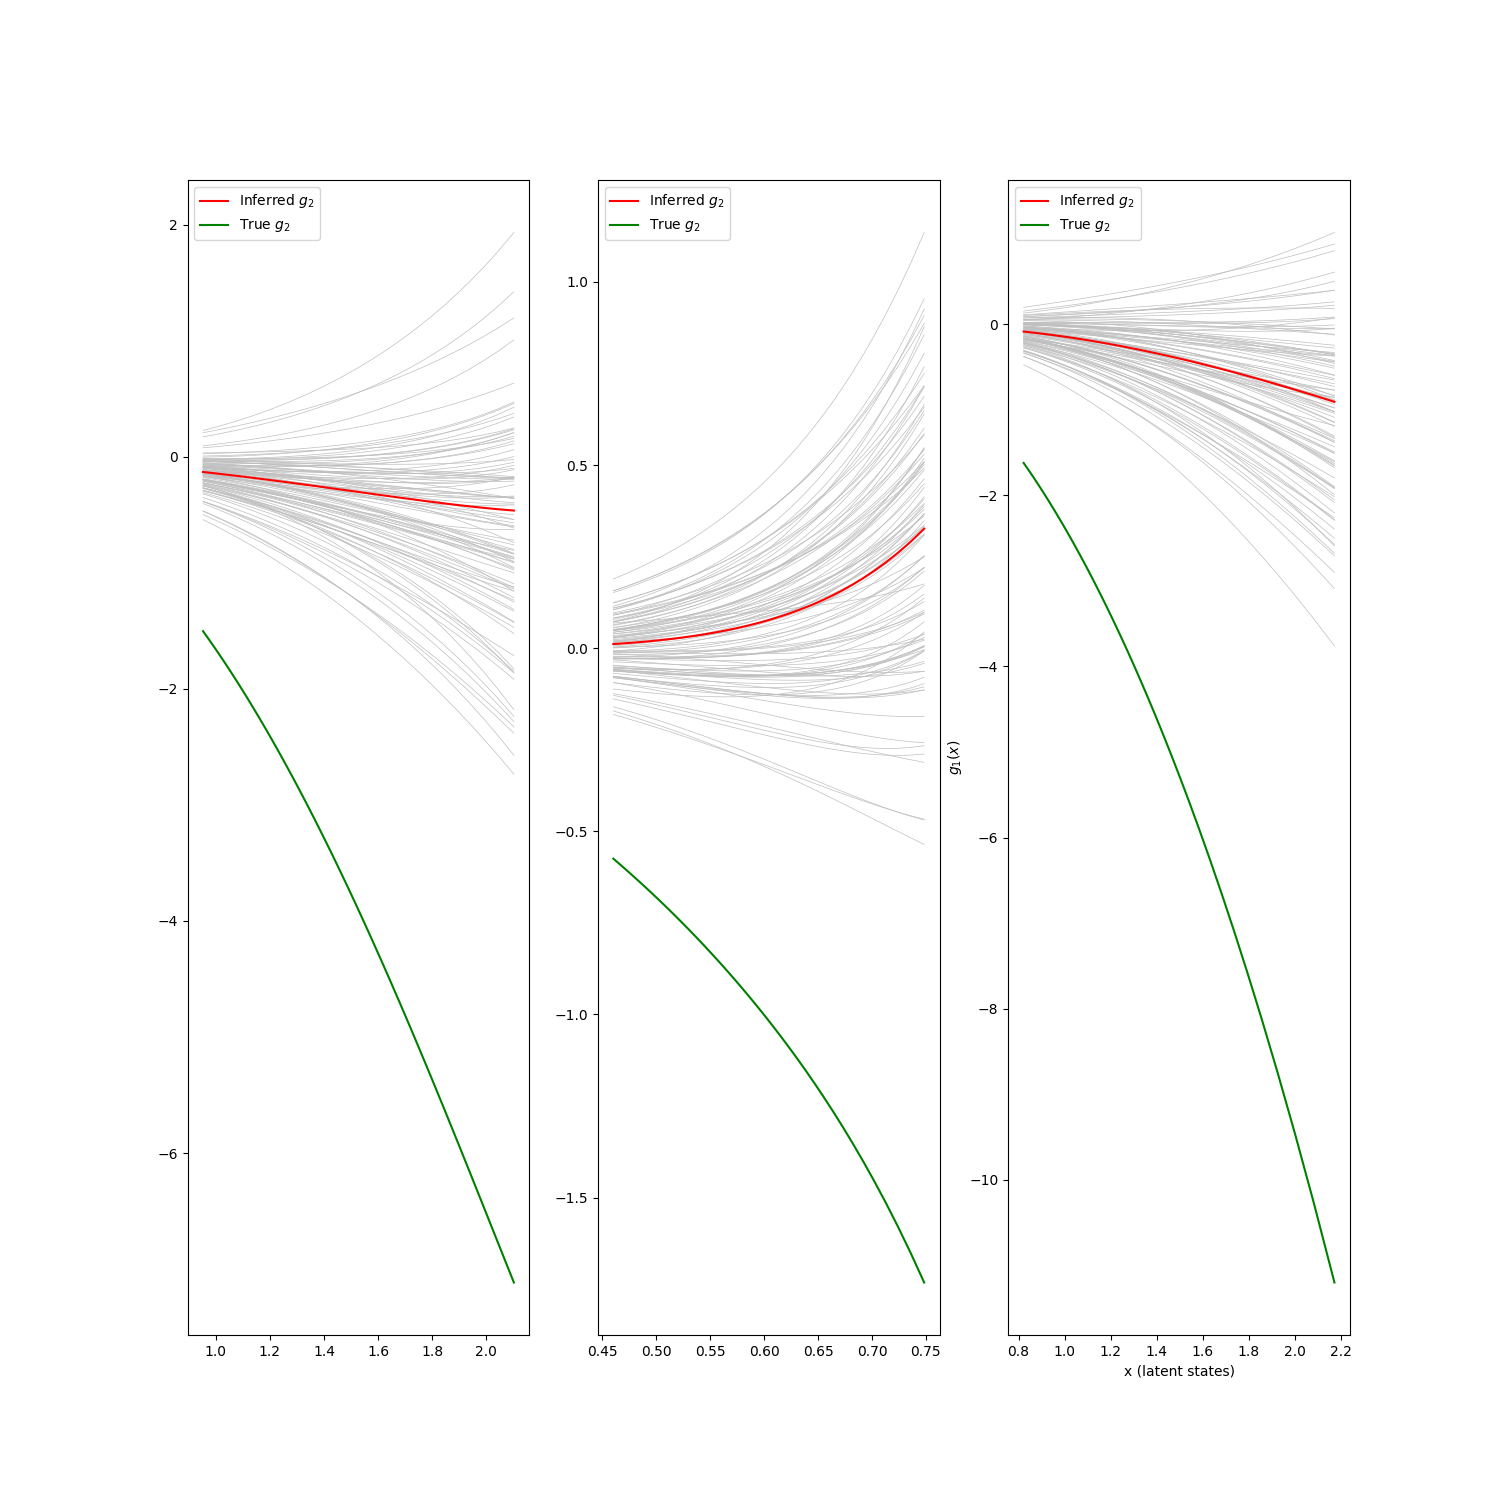 Inferred g₂
True g₂
2
0
−2
−4
−6
1.0 1.2 1.4 1.6 1.8 2.0
Inferred g₂
True g₂
1.0
0.5
0.0
−0.5
−1.0
−1.5
0.45 0.50 0.55 0.60 0.65 0.70 0.75
Inferred g₂
True g₂
g₁(x)
0
−2
−4
−6
−8
−10
0.8 1.0 1.2 1.4 1.6 1.8 2.0 2.2
x (latent states)